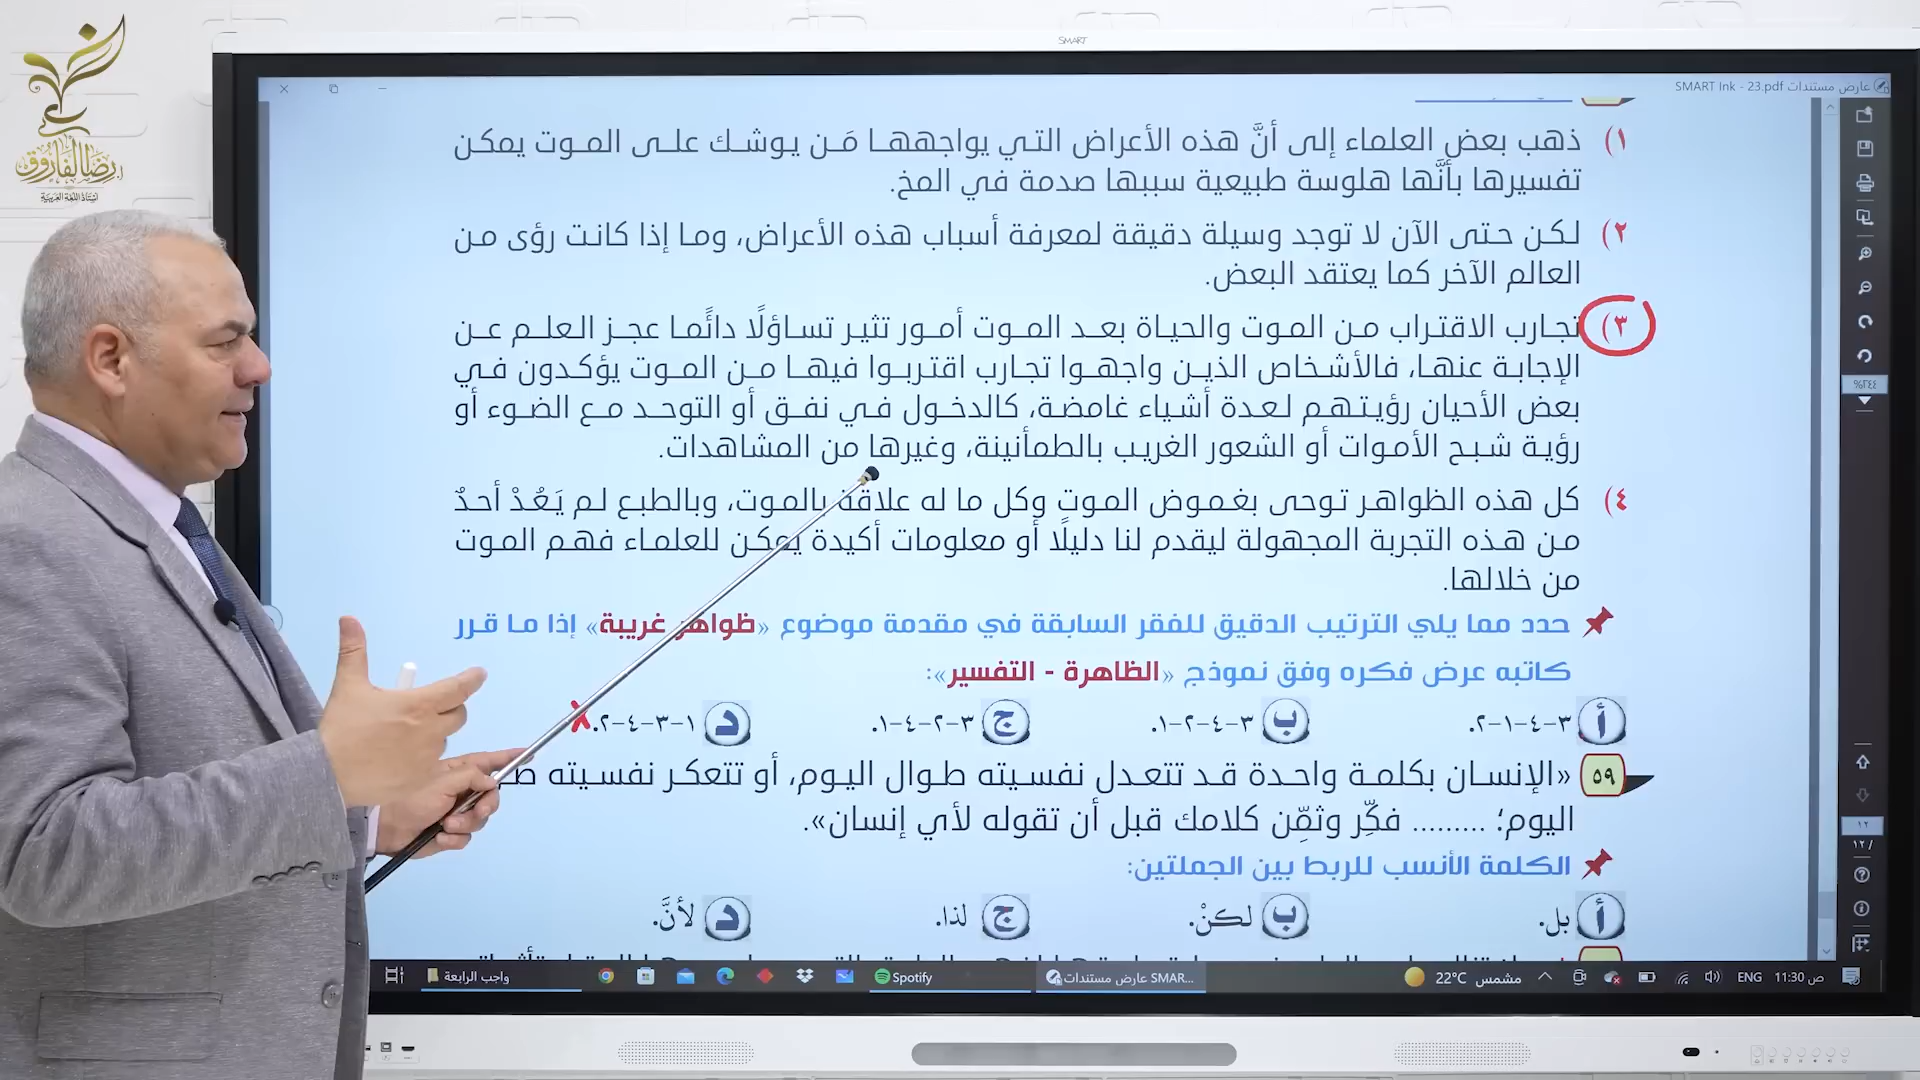 رضا الفاروق
أستاذ اللغة العربية
SMART
عارض مستندات SMART Ink - 23.pdf
١) ذهب بعض العلماء إلى أنَّ هذه الأعراض التي يواجهها مَن يوشك على الموت يمكن
تفسيرها بأنَّها هلوسة طبيعية سببها صدمة في المخ.
٢) لكن حتى الآن لا توجد وسيلة دقيقة لمعرفة أسباب هذه الأعراض، وما إذا كانت رؤى من
العالم الآخر كما يعتقد البعض.
٣) تجارب الاقتراب من الموت والحياة بعد الموت أمور تثير تساؤلًا دائمًا عجز العلم عن
الإجابة عنها، فالأشخاص الذين واجهوا تجارب اقتربوا فيها من الموت يؤكدون في
بعض الأحيان رؤيتهم لعدة أشياء غامضة، كالدخول في نفق أو التوحد مع الضوء أو
رؤية شبح الأموات أو الشعور الغريب بالطمأنينة، وغيرها من المشاهدات.
٤) كل هذه الظواهر توحى بغموض الموت وكل ما له علاقة بالموت، وبالطبع لم يَعُدْ أحدٌ
من هذه التجربة المجهولة ليقدم لنا دليلًا أو معلومات أكيدة يمكن للعلماء فهم الموت
من خلالها.
حدد مما يلي الترتيب الدقيق للفقر السابقة في مقدمة موضوع «ظواهر غريبة» إذا ما قرر
كاتبه عرض فكره وفق نموذج «الظاهرة - التفسير»:
أ ٣-٤-١-٢. ب ٣-٤-٢-١. ج ٣-٢-٤-١. د ١-٣-٤-٢. X
٥٩ «الإنسان بكلمة واحدة قد تتعدل نفسيته طوال اليوم، أو تتعكر نفسيته
اليوم؛ ......... فكِّر وثمِّن كلامك قبل أن تقوله لأي إنسان».
الكلمة الأنسب للربط بين الجملتين:
أ بل. ب لكنْ. ج لذا. د لأنَّ.
٢٤٤%
١٢
/ ١٢
واجب الرابعة
Spotify
عارض مستندات SMAR...
22°C مشمس
ENG
11:30 ص